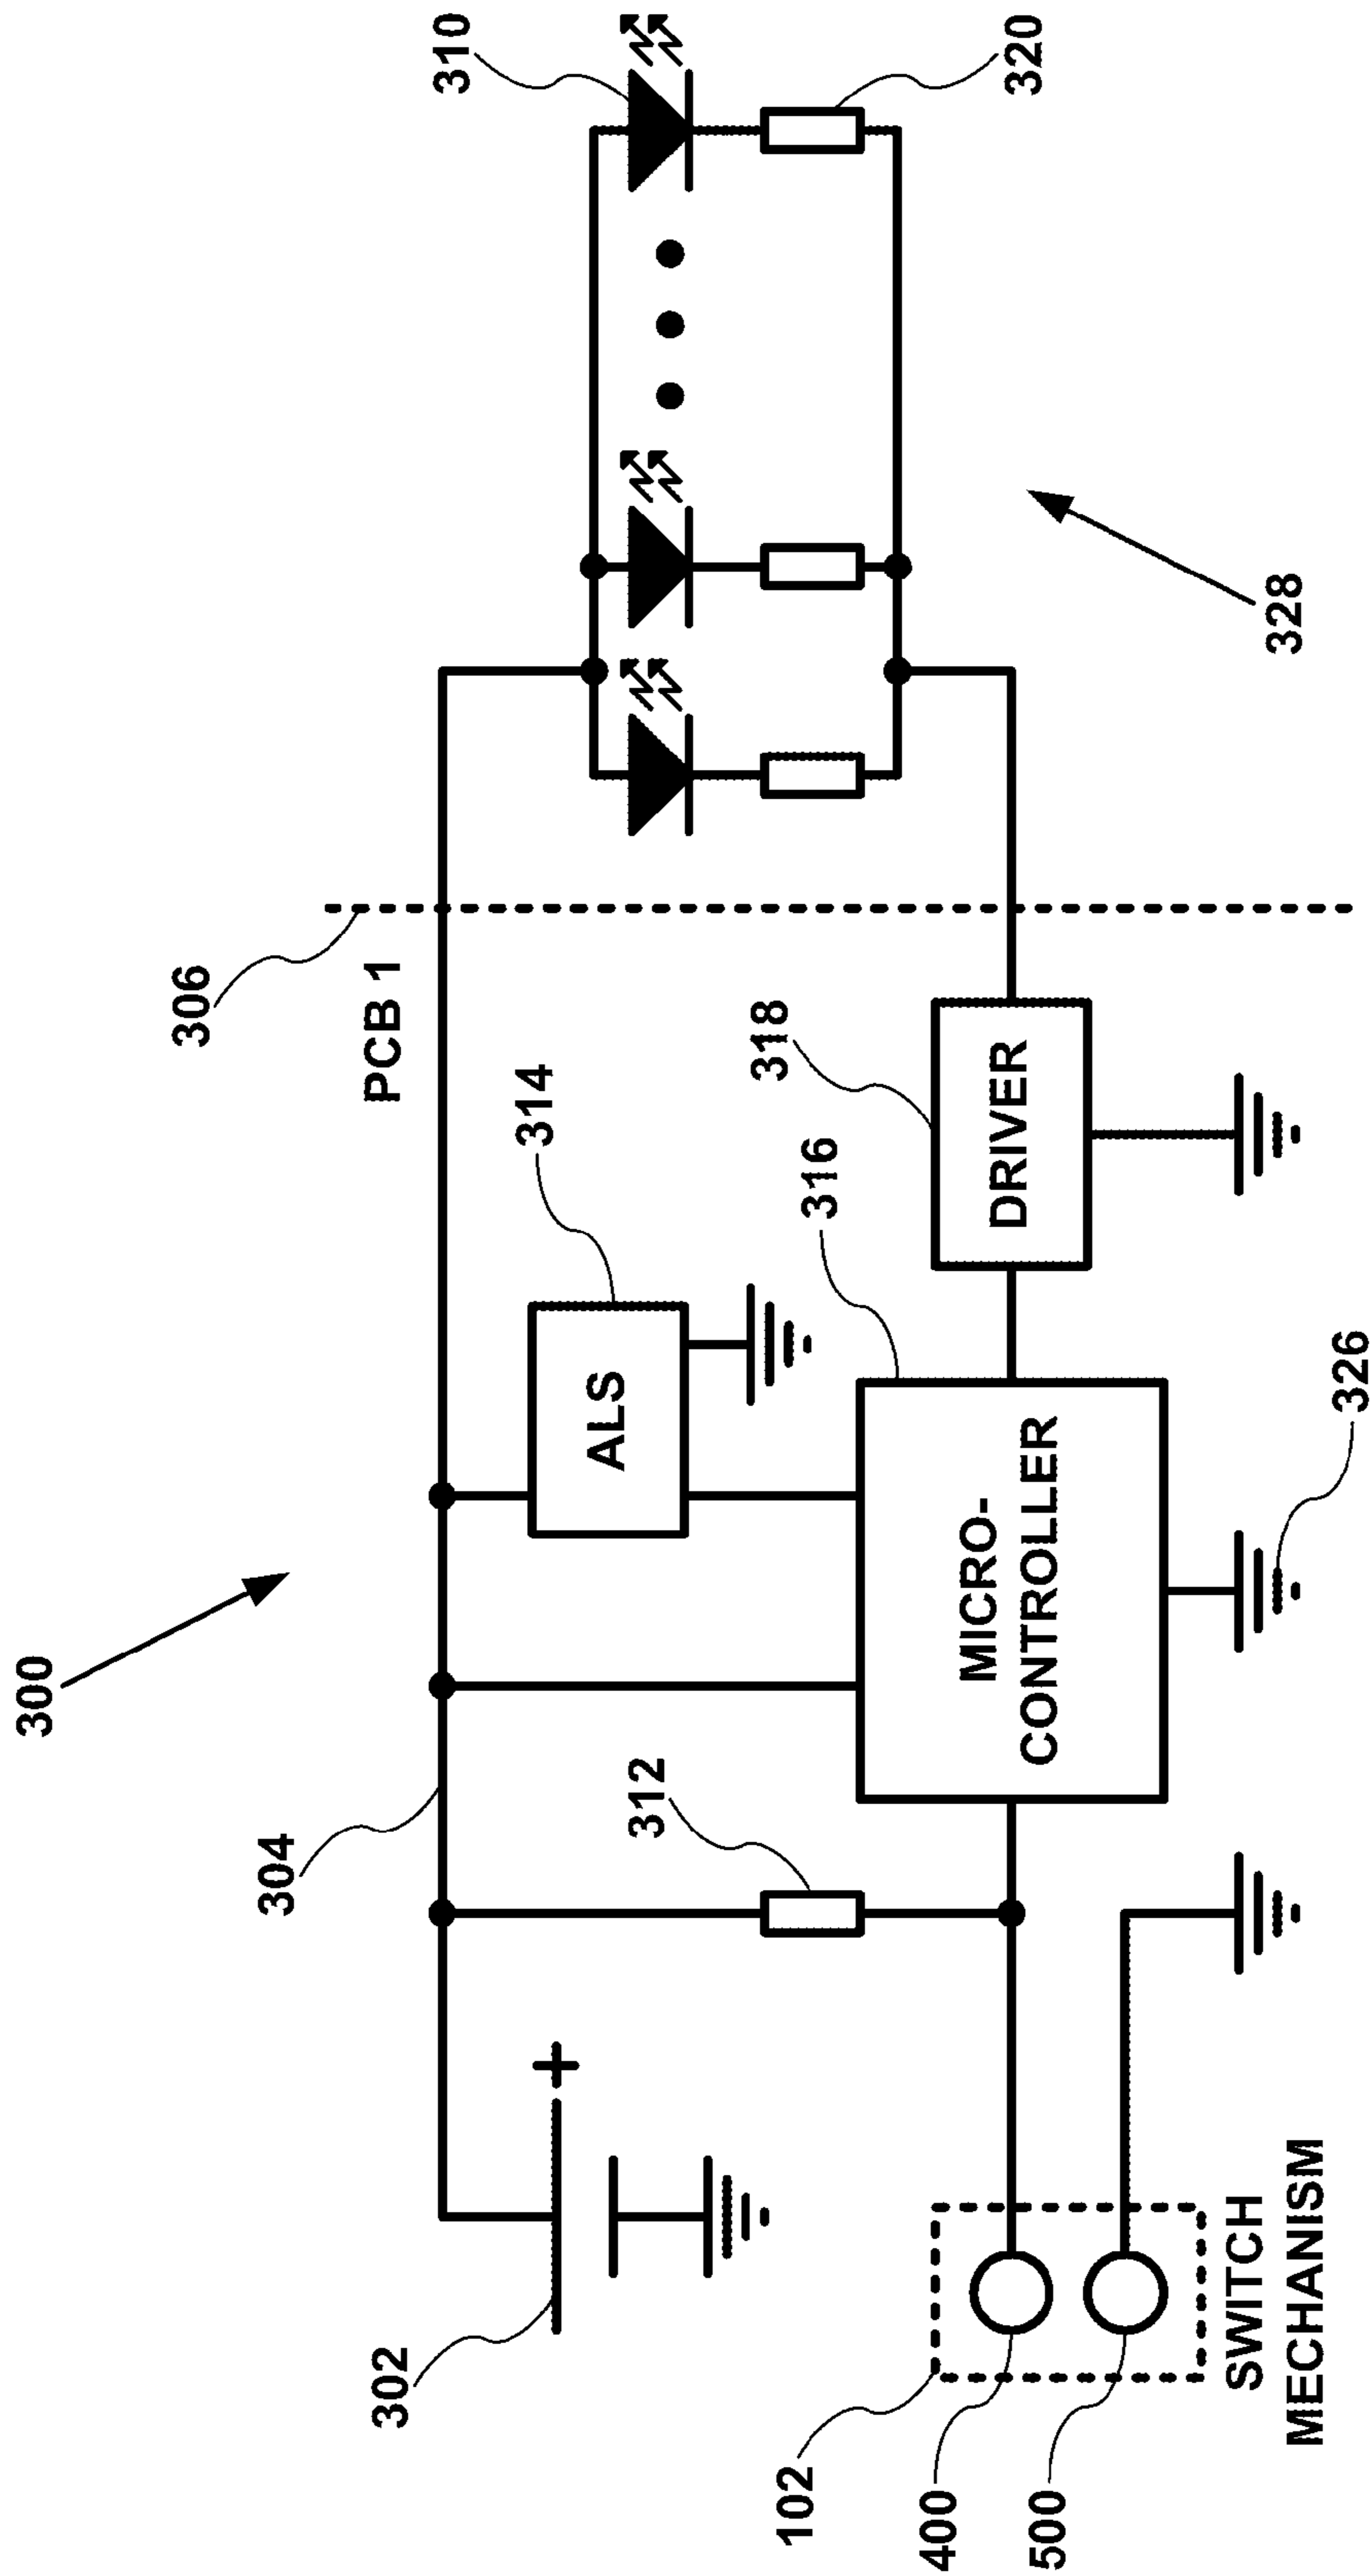 300
304
302
312
314
306
PCB 1
310
320
318
316
326
328
ALS
MICRO-
CONTROLLER
DRIVER
102
400
500
SWITCH
MECHANISM
+